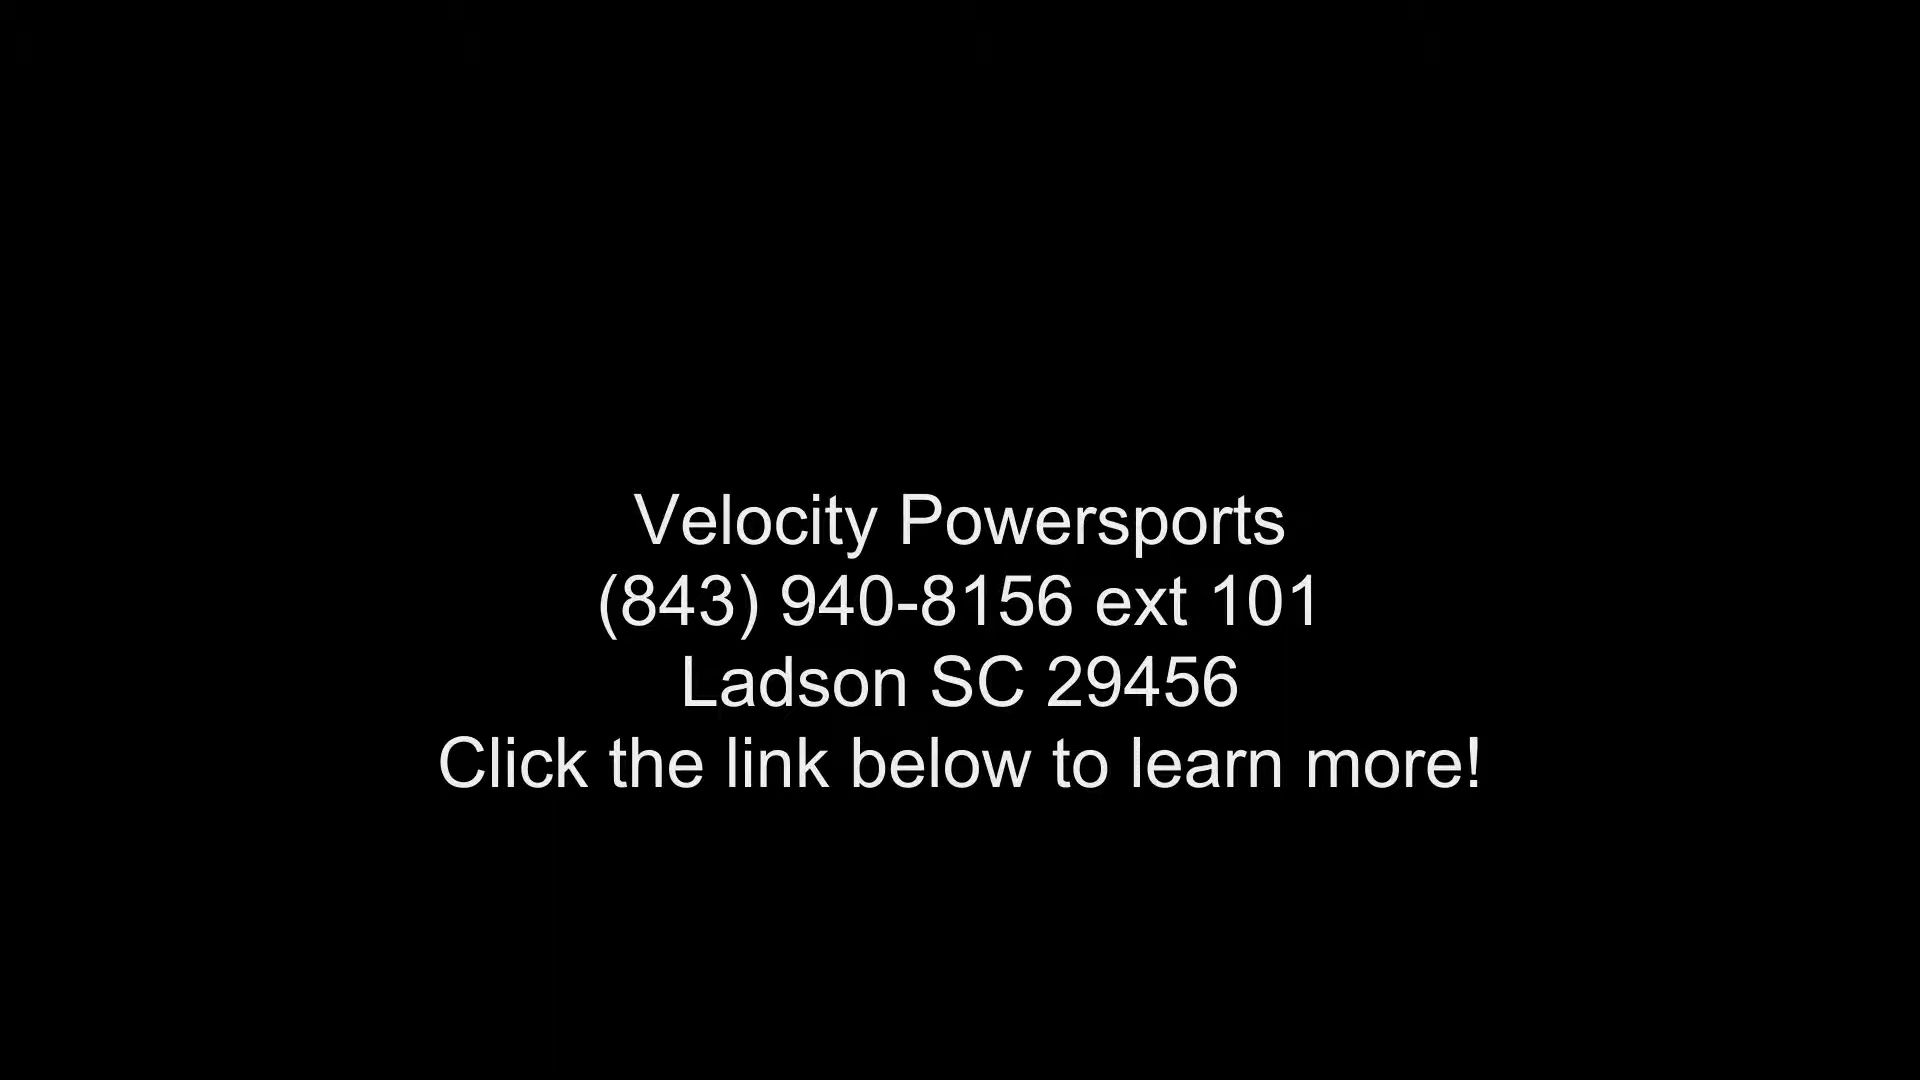 Velocity Powersports
(843) 940-8156 ext 101
Ladson SC 29456
Click the link below to learn more!